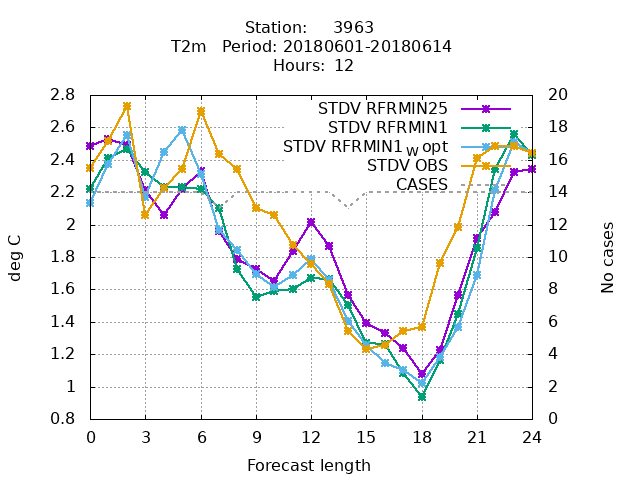 Station:     3963
T2m   Period: 20180601-20180614
Hours: 12
STDV RFRMIN25
STDV RFRMIN1
STDV RFRMIN1_W opt
STDV OBS
CASES
deg C
2.8
2.6
2.4
2.2
2
1.8
1.6
1.4
1.2
1
0.8
20
18
16
14
12
10
8
6
4
2
0
No cases
0 3 6 9 12 15 18 21 24
Forecast length